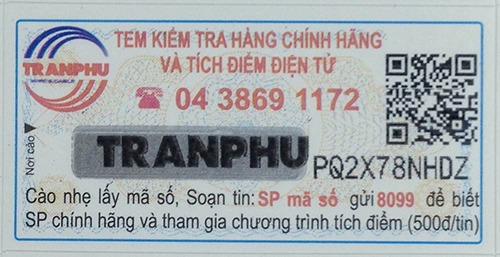 TRANPHU
TEM KIỂM TRA HÀNG CHÍNH HÃNG
VÀ TÍCH ĐIỂM ĐIỆN TỬ
☎ 04 3869 1172
Nơi cào
TRANPHU PQ2X78NHDZ
Cào nhẹ lấy mã số, Soạn tin: SP mã số gửi 8099 để biết
SP chính hãng và tham gia chương trình tích điểm (500đ/tin)